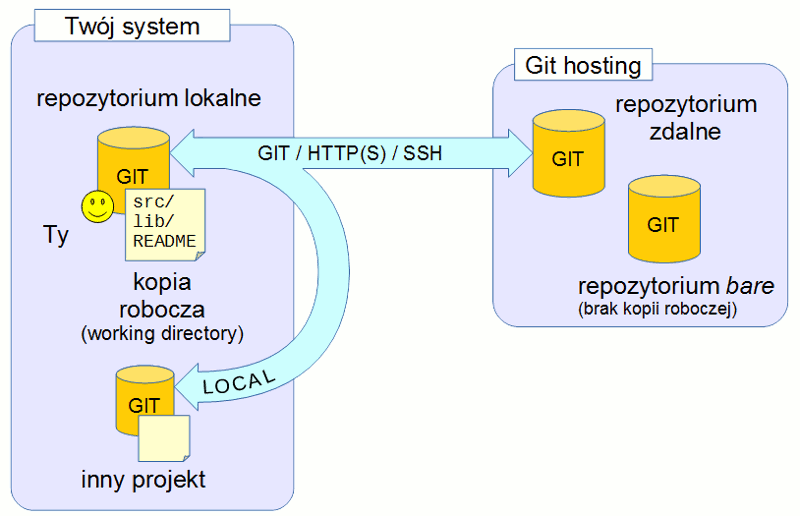 Twój system
repozytorium lokalne
GIT
src/
lib/
README
Ty
kopia
robocza
(working directory)
GIT
inny projekt
GIT / HTTP(S) / SSH
LOCAL
Git hosting
repozytorium
zdalne
GIT
GIT
repozytorium bare
(brak kopii roboczej)